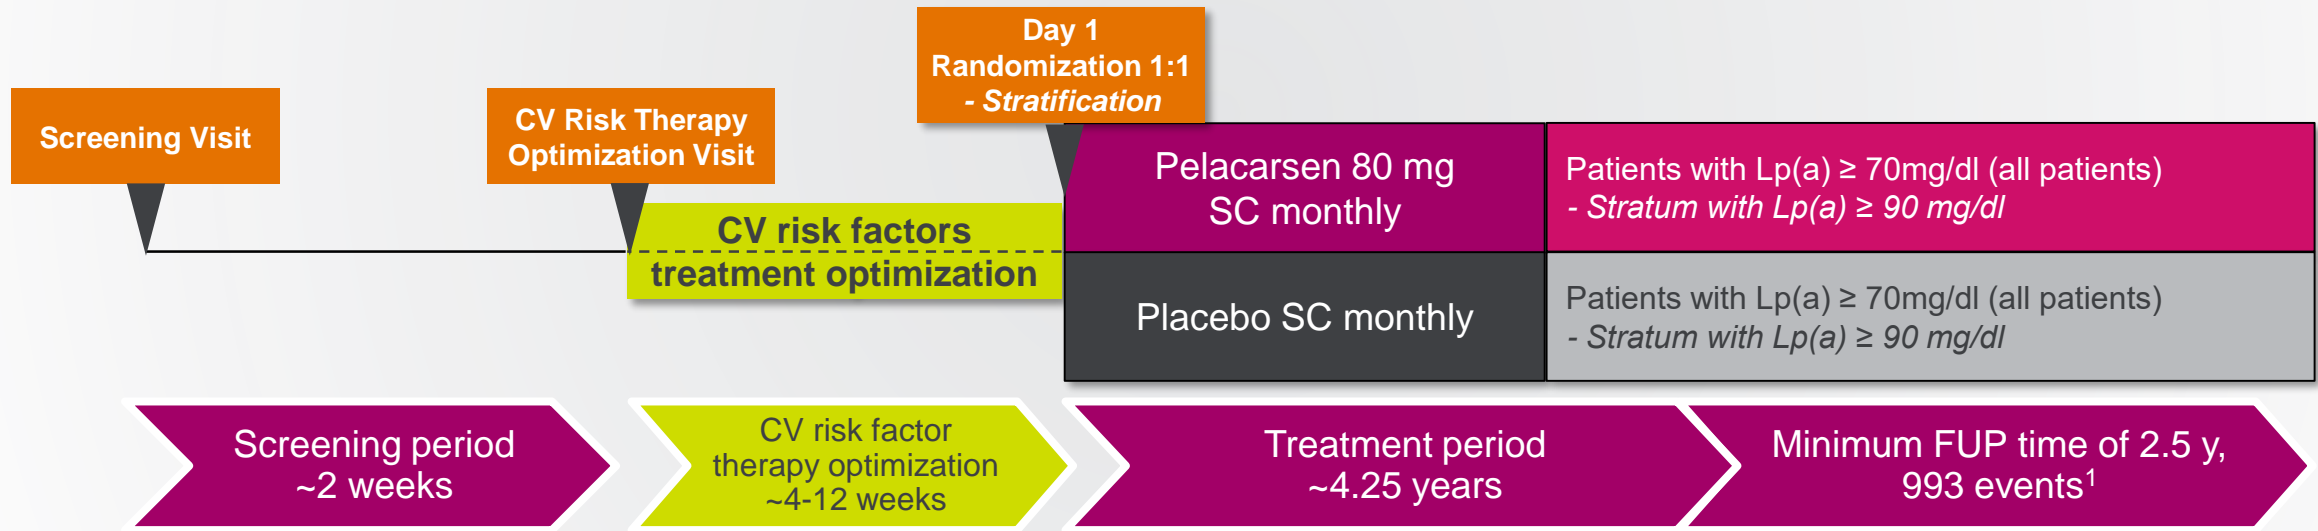 Screening Visit
CV Risk Therapy
Optimization Visit
Day 1
Randomization 1:1
- Stratification
CV risk factors
treatment optimization
Pelacarsen 80 mg
SC monthly
Patients with Lp(a) ≥ 70mg/dl (all patients)
- Stratum with Lp(a) ≥ 90 mg/dl
Placebo SC monthly
Patients with Lp(a) ≥ 70mg/dl (all patients)
- Stratum with Lp(a) ≥ 90 mg/dl
Screening period
~2 weeks
CV risk factor
therapy optimization
~4-12 weeks
Treatment period
~4.25 years
Minimum FUP time of 2.5 y,
993 events¹